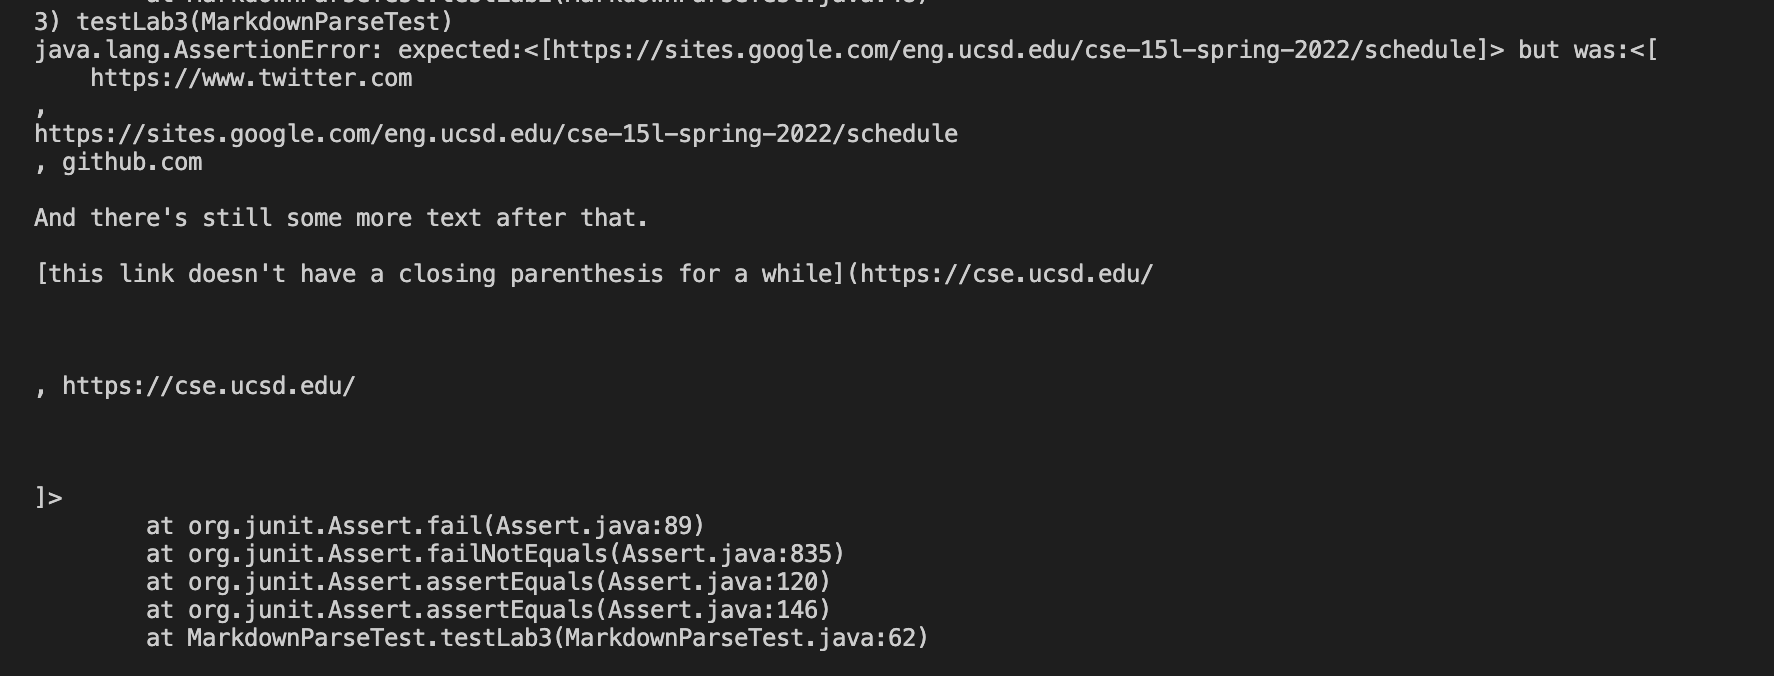 at MarkdownParseTest.testLab2(MarkdownParseTest.java:48)
3) testLab3(MarkdownParseTest)
java.lang.AssertionError: expected:<[https://sites.google.com/eng.ucsd.edu/cse-15l-spring-2022/schedule]> but was:<[
    https://www.twitter.com
,
https://sites.google.com/eng.ucsd.edu/cse-15l-spring-2022/schedule
, github.com

And there's still some more text after that.

[this link doesn't have a closing parenthesis for a while](https://cse.ucsd.edu/



, https://cse.ucsd.edu/



]>
        at org.junit.Assert.fail(Assert.java:89)
        at org.junit.Assert.failNotEquals(Assert.java:835)
        at org.junit.Assert.assertEquals(Assert.java:120)
        at org.junit.Assert.assertEquals(Assert.java:146)
        at MarkdownParseTest.testLab3(MarkdownParseTest.java:62)